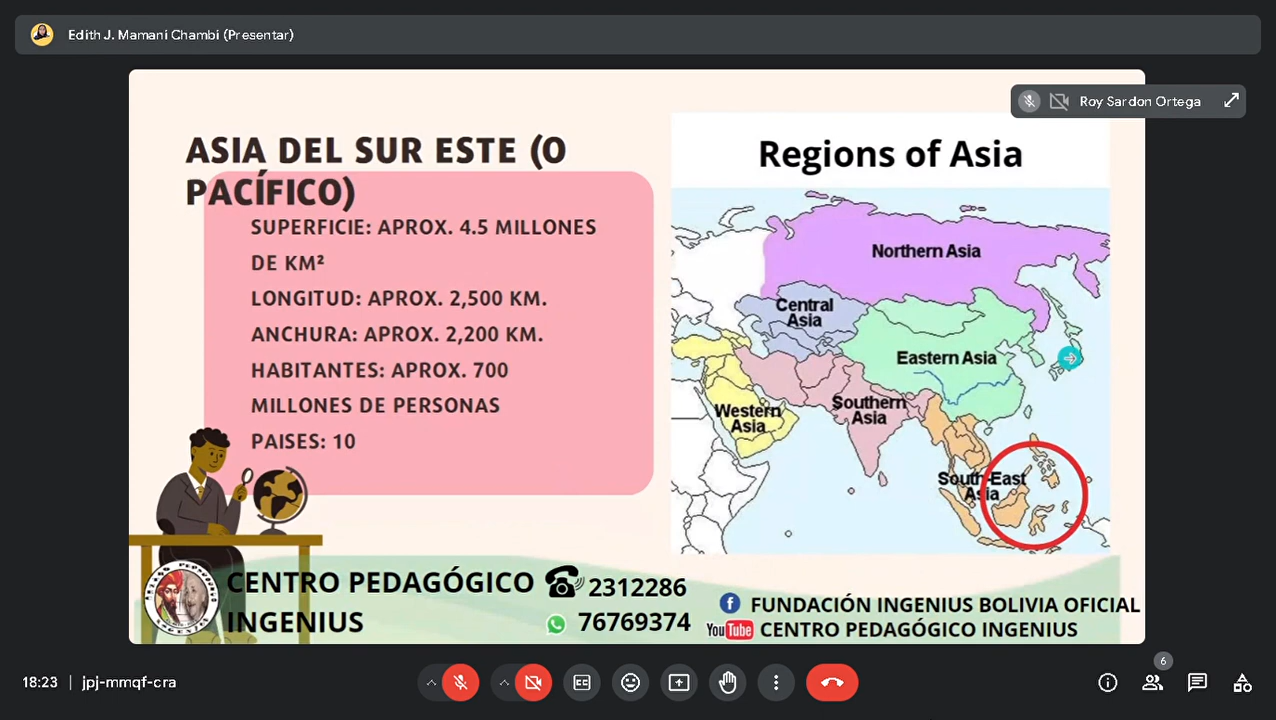 Edith J. Mamani Chambi (Presentar)
Roy Sardon Ortega
ASIA DEL SUR ESTE (O
PACÍFICO)
SUPERFICIE: APROX. 4.5 MILLONES
DE KM²
LONGITUD: APROX. 2,500 KM.
ANCHURA: APROX. 2,200 KM.
HABITANTES: APROX. 700
MILLONES DE PERSONAS
PAISES: 10
Regions of Asia
Northern Asia
Central
Asia
Eastern Asia
Western
Asia
Southern
Asia
South-East
Asia
CENTRO PEDAGÓGICO
INGENIUS
2312286
76769374
FUNDACIÓN INGENIUS BOLIVIA OFICIAL
YouTube CENTRO PEDAGÓGICO INGENIUS
18:23 | jpj-mmqf-cra
6